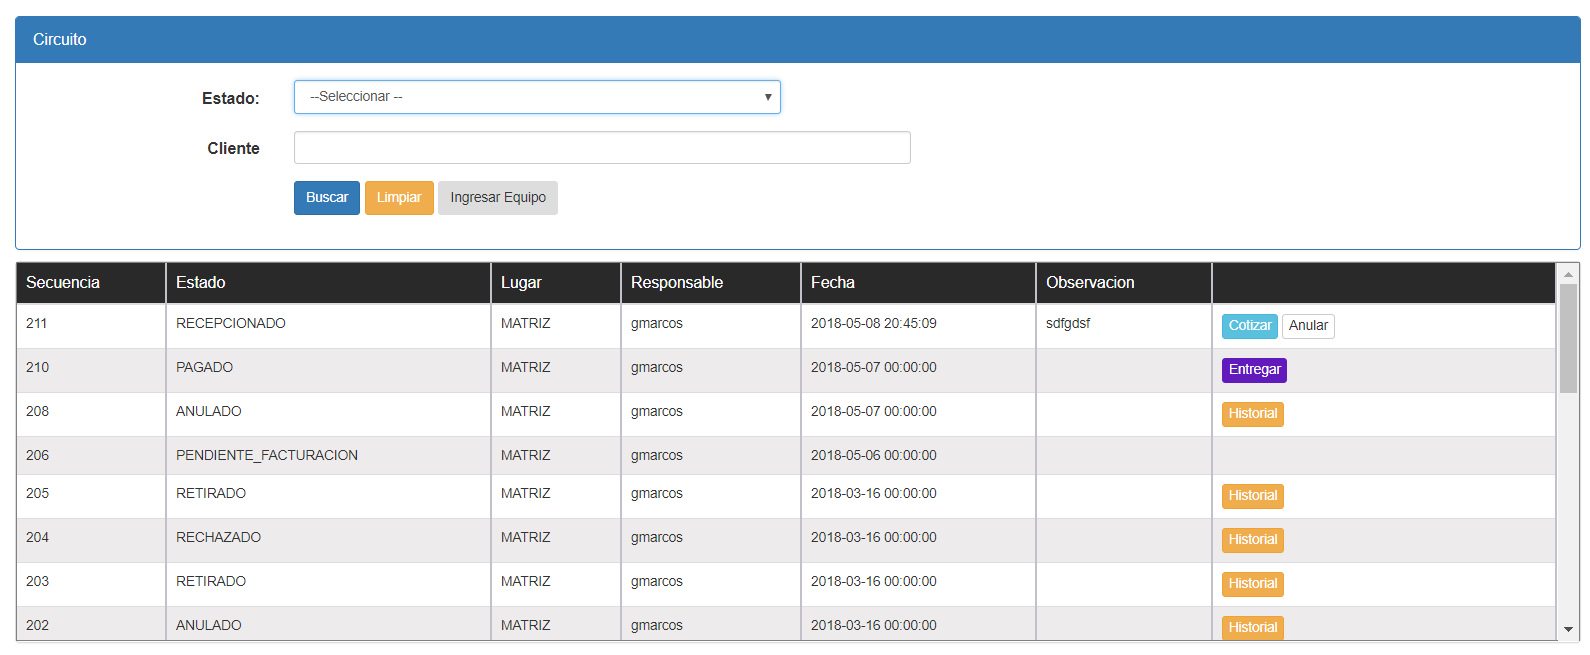 Circuito
Estado: --Seleccionar --
Cliente
Buscar Limpiar Ingresar Equipo
Secuencia Estado Lugar Responsable Fecha Observacion
211 RECEPCIONADO MATRIZ gmarcos 2018-05-08 20:45:09 sdfgdsf Cotizar Anular
210 PAGADO MATRIZ gmarcos 2018-05-07 00:00:00 Entregar
208 ANULADO MATRIZ gmarcos 2018-05-07 00:00:00 Historial
206 PENDIENTE_FACTURACION MATRIZ gmarcos 2018-05-06 00:00:00
205 RETIRADO MATRIZ gmarcos 2018-03-16 00:00:00 Historial
204 RECHAZADO MATRIZ gmarcos 2018-03-16 00:00:00 Historial
203 RETIRADO MATRIZ gmarcos 2018-03-16 00:00:00 Historial
202 ANULADO MATRIZ gmarcos 2018-03-16 00:00:00 Historial